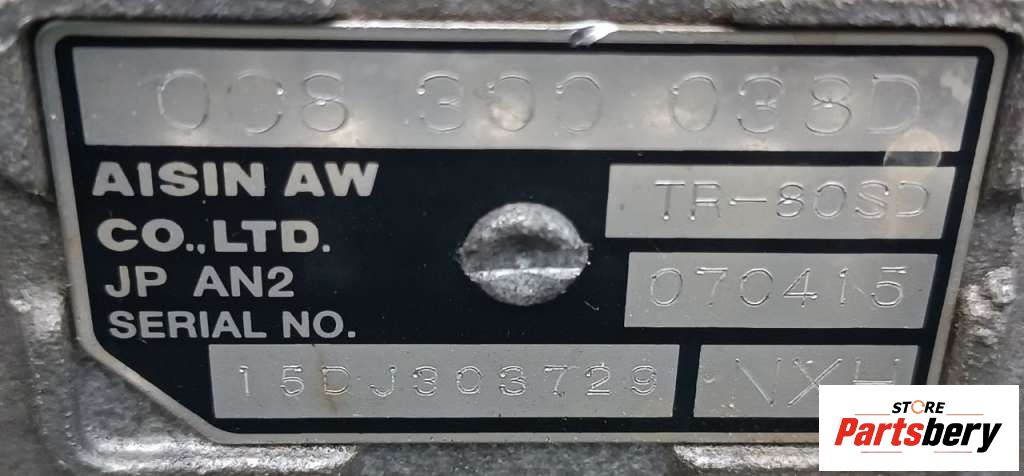 0C8 300 038D
AISIN AW
CO.,LTD.
JP AN2
SERIAL NO.
TR-80SD
070415
15DJ303729
NXH
STORE
Partsbery